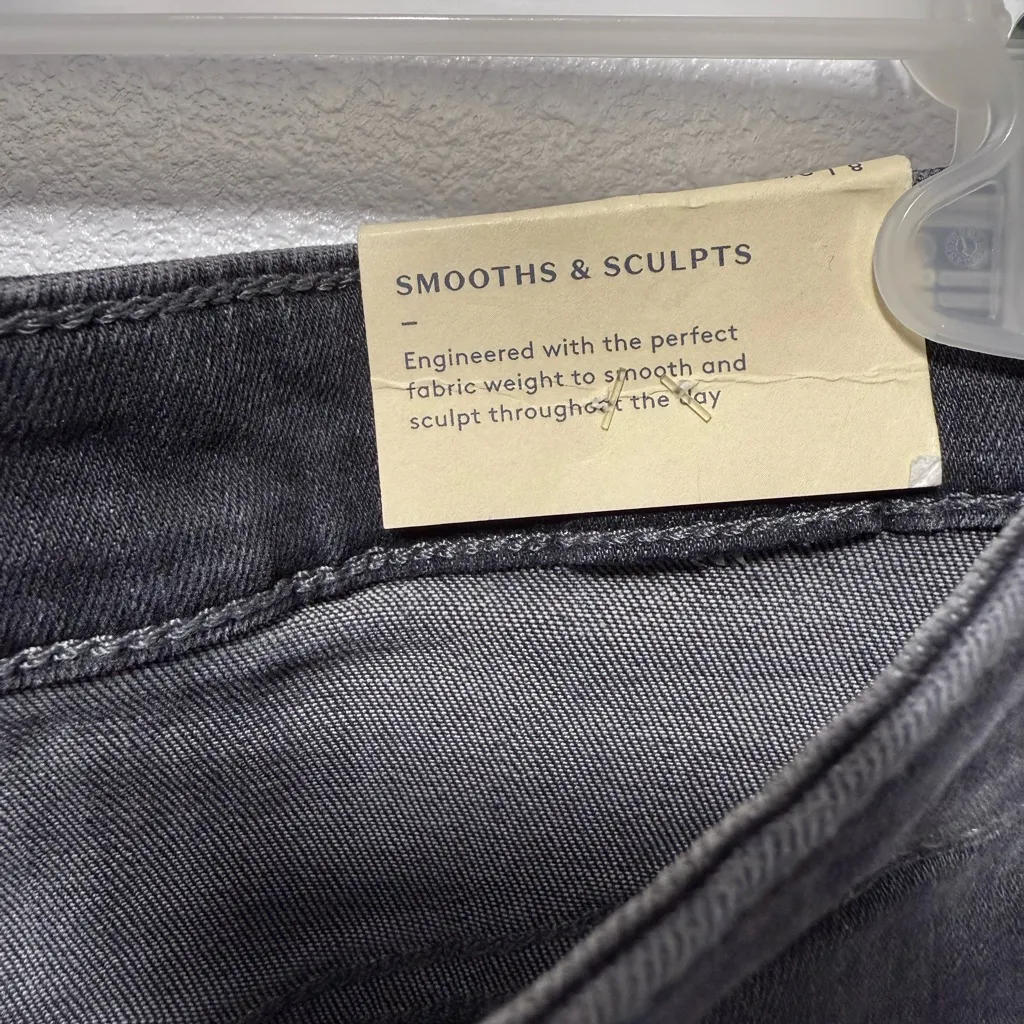 SMOOTHS & SCULPTS
–
Engineered with the perfect
fabric weight to smooth and
sculpt throughout the day